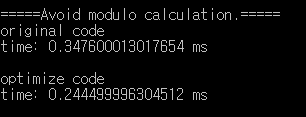 =====Avoid modulo calculation.=====
original code
time: 0.347600013017654 ms
optimize code
time: 0.244499996304512 ms